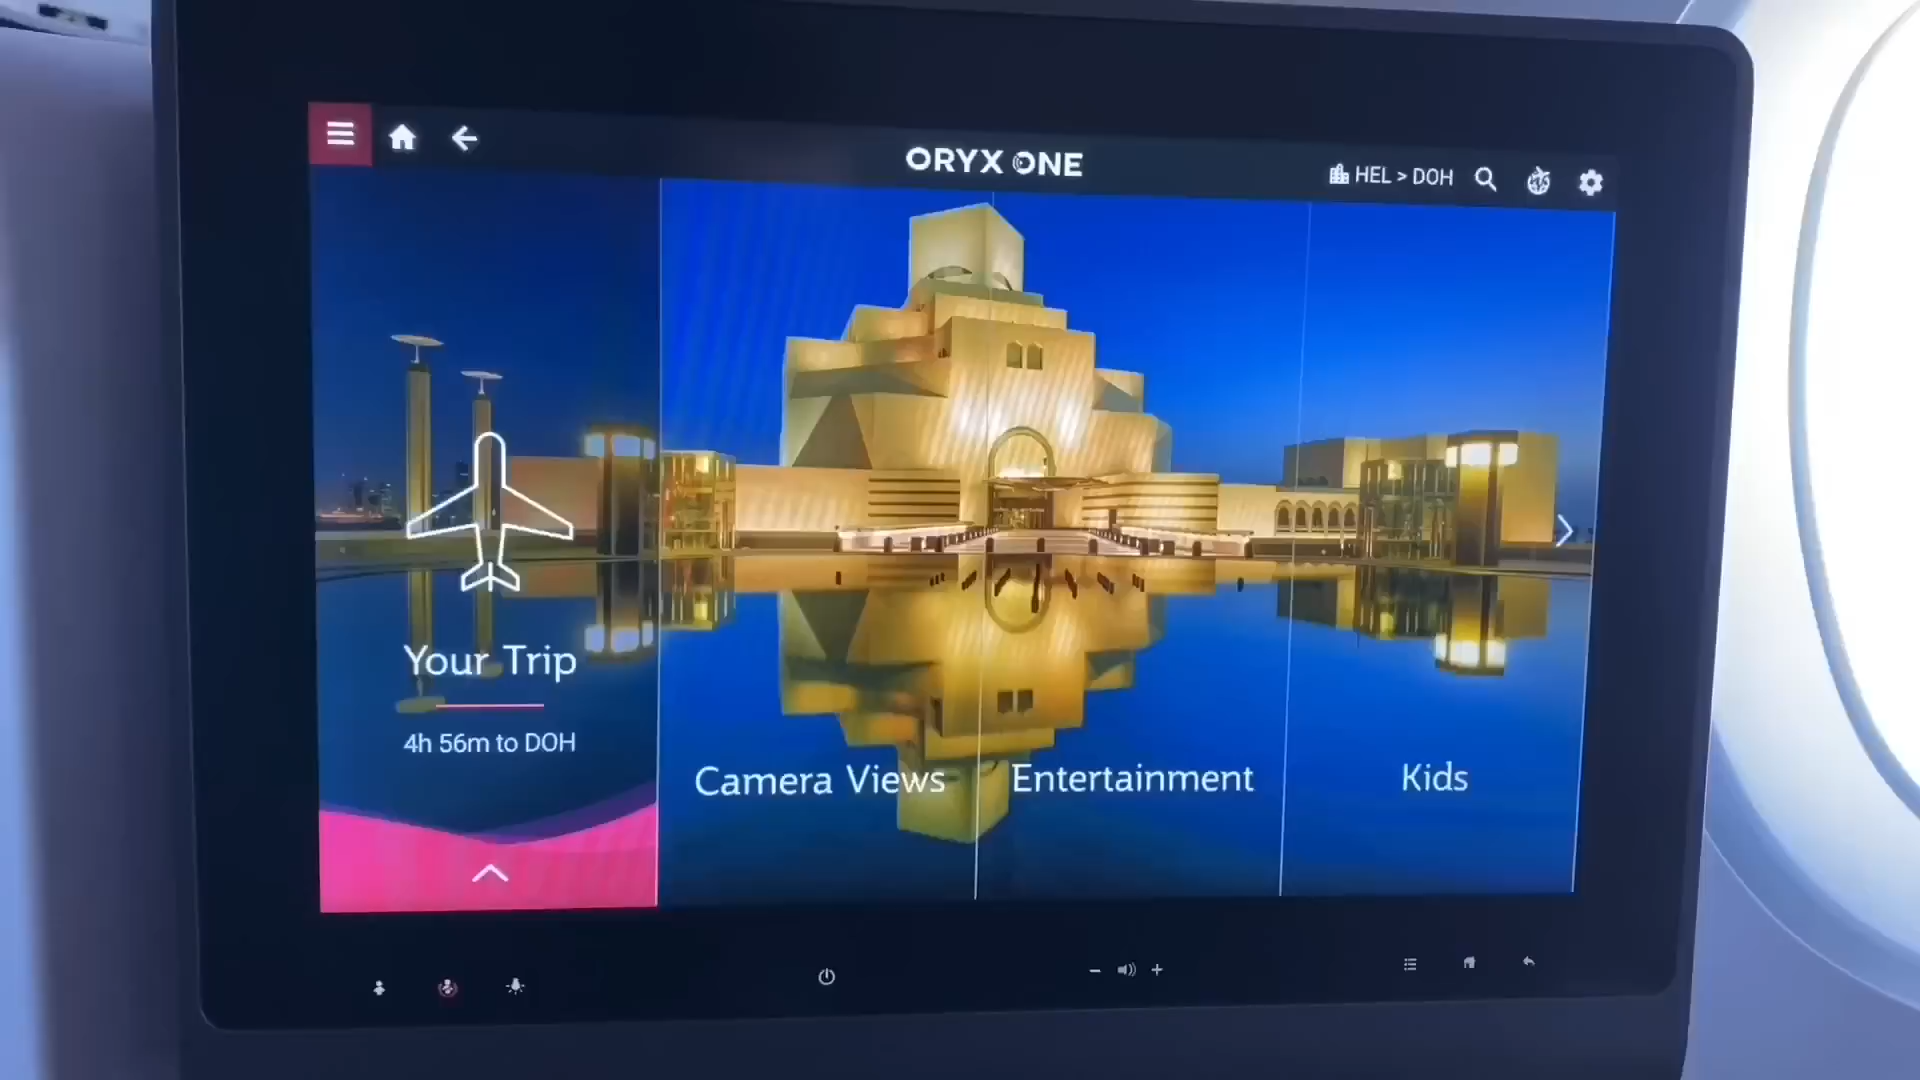 ORYX ONE
HEL > DOH
Your Trip
4h 56m to DOH
Camera Views
Entertainment
Kids